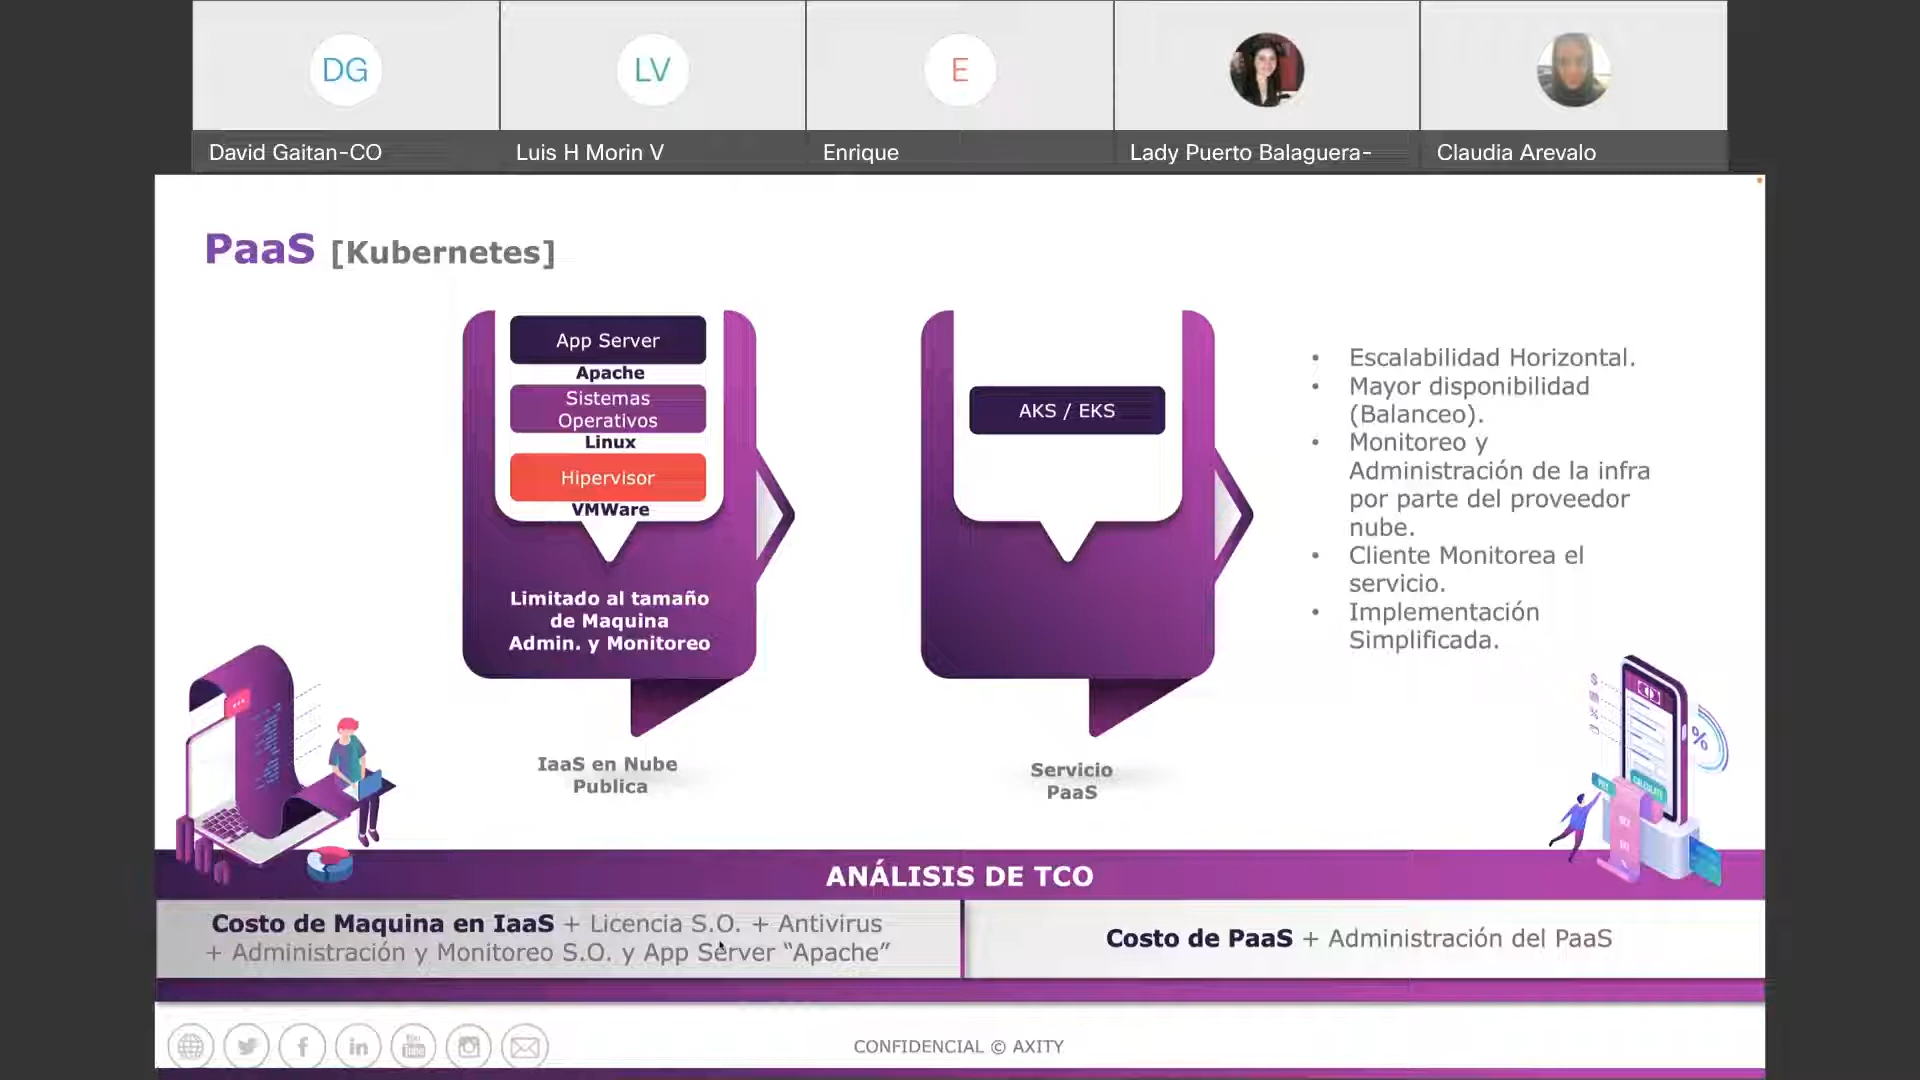 DG
LV
E
David Gaitan-CO
Luis H Morin V
Enrique
Lady Puerto Balaguera-
Claudia Arevalo
PaaS [Kubernetes]
App Server
Apache
Sistemas
Operativos
Linux
Hipervisor
VMWare
Limitado al tamaño
de Maquina
Admin. y Monitoreo
IaaS en Nube
Publica
AKS / EKS
Servicio
PaaS
• Escalabilidad Horizontal.
• Mayor disponibilidad
(Balanceo).
• Monitoreo y
Administración de la infra
por parte del proveedor
nube.
• Cliente Monitorea el
servicio.
• Implementación
Simplificada.
%
ANÁLISIS DE TCO
Costo de Maquina en IaaS + Licencia S.O. + Antivirus
+ Administración y Monitoreo S.O. y App Server “Apache”
Costo de PaaS + Administración del PaaS
CONFIDENCIAL © AXITY